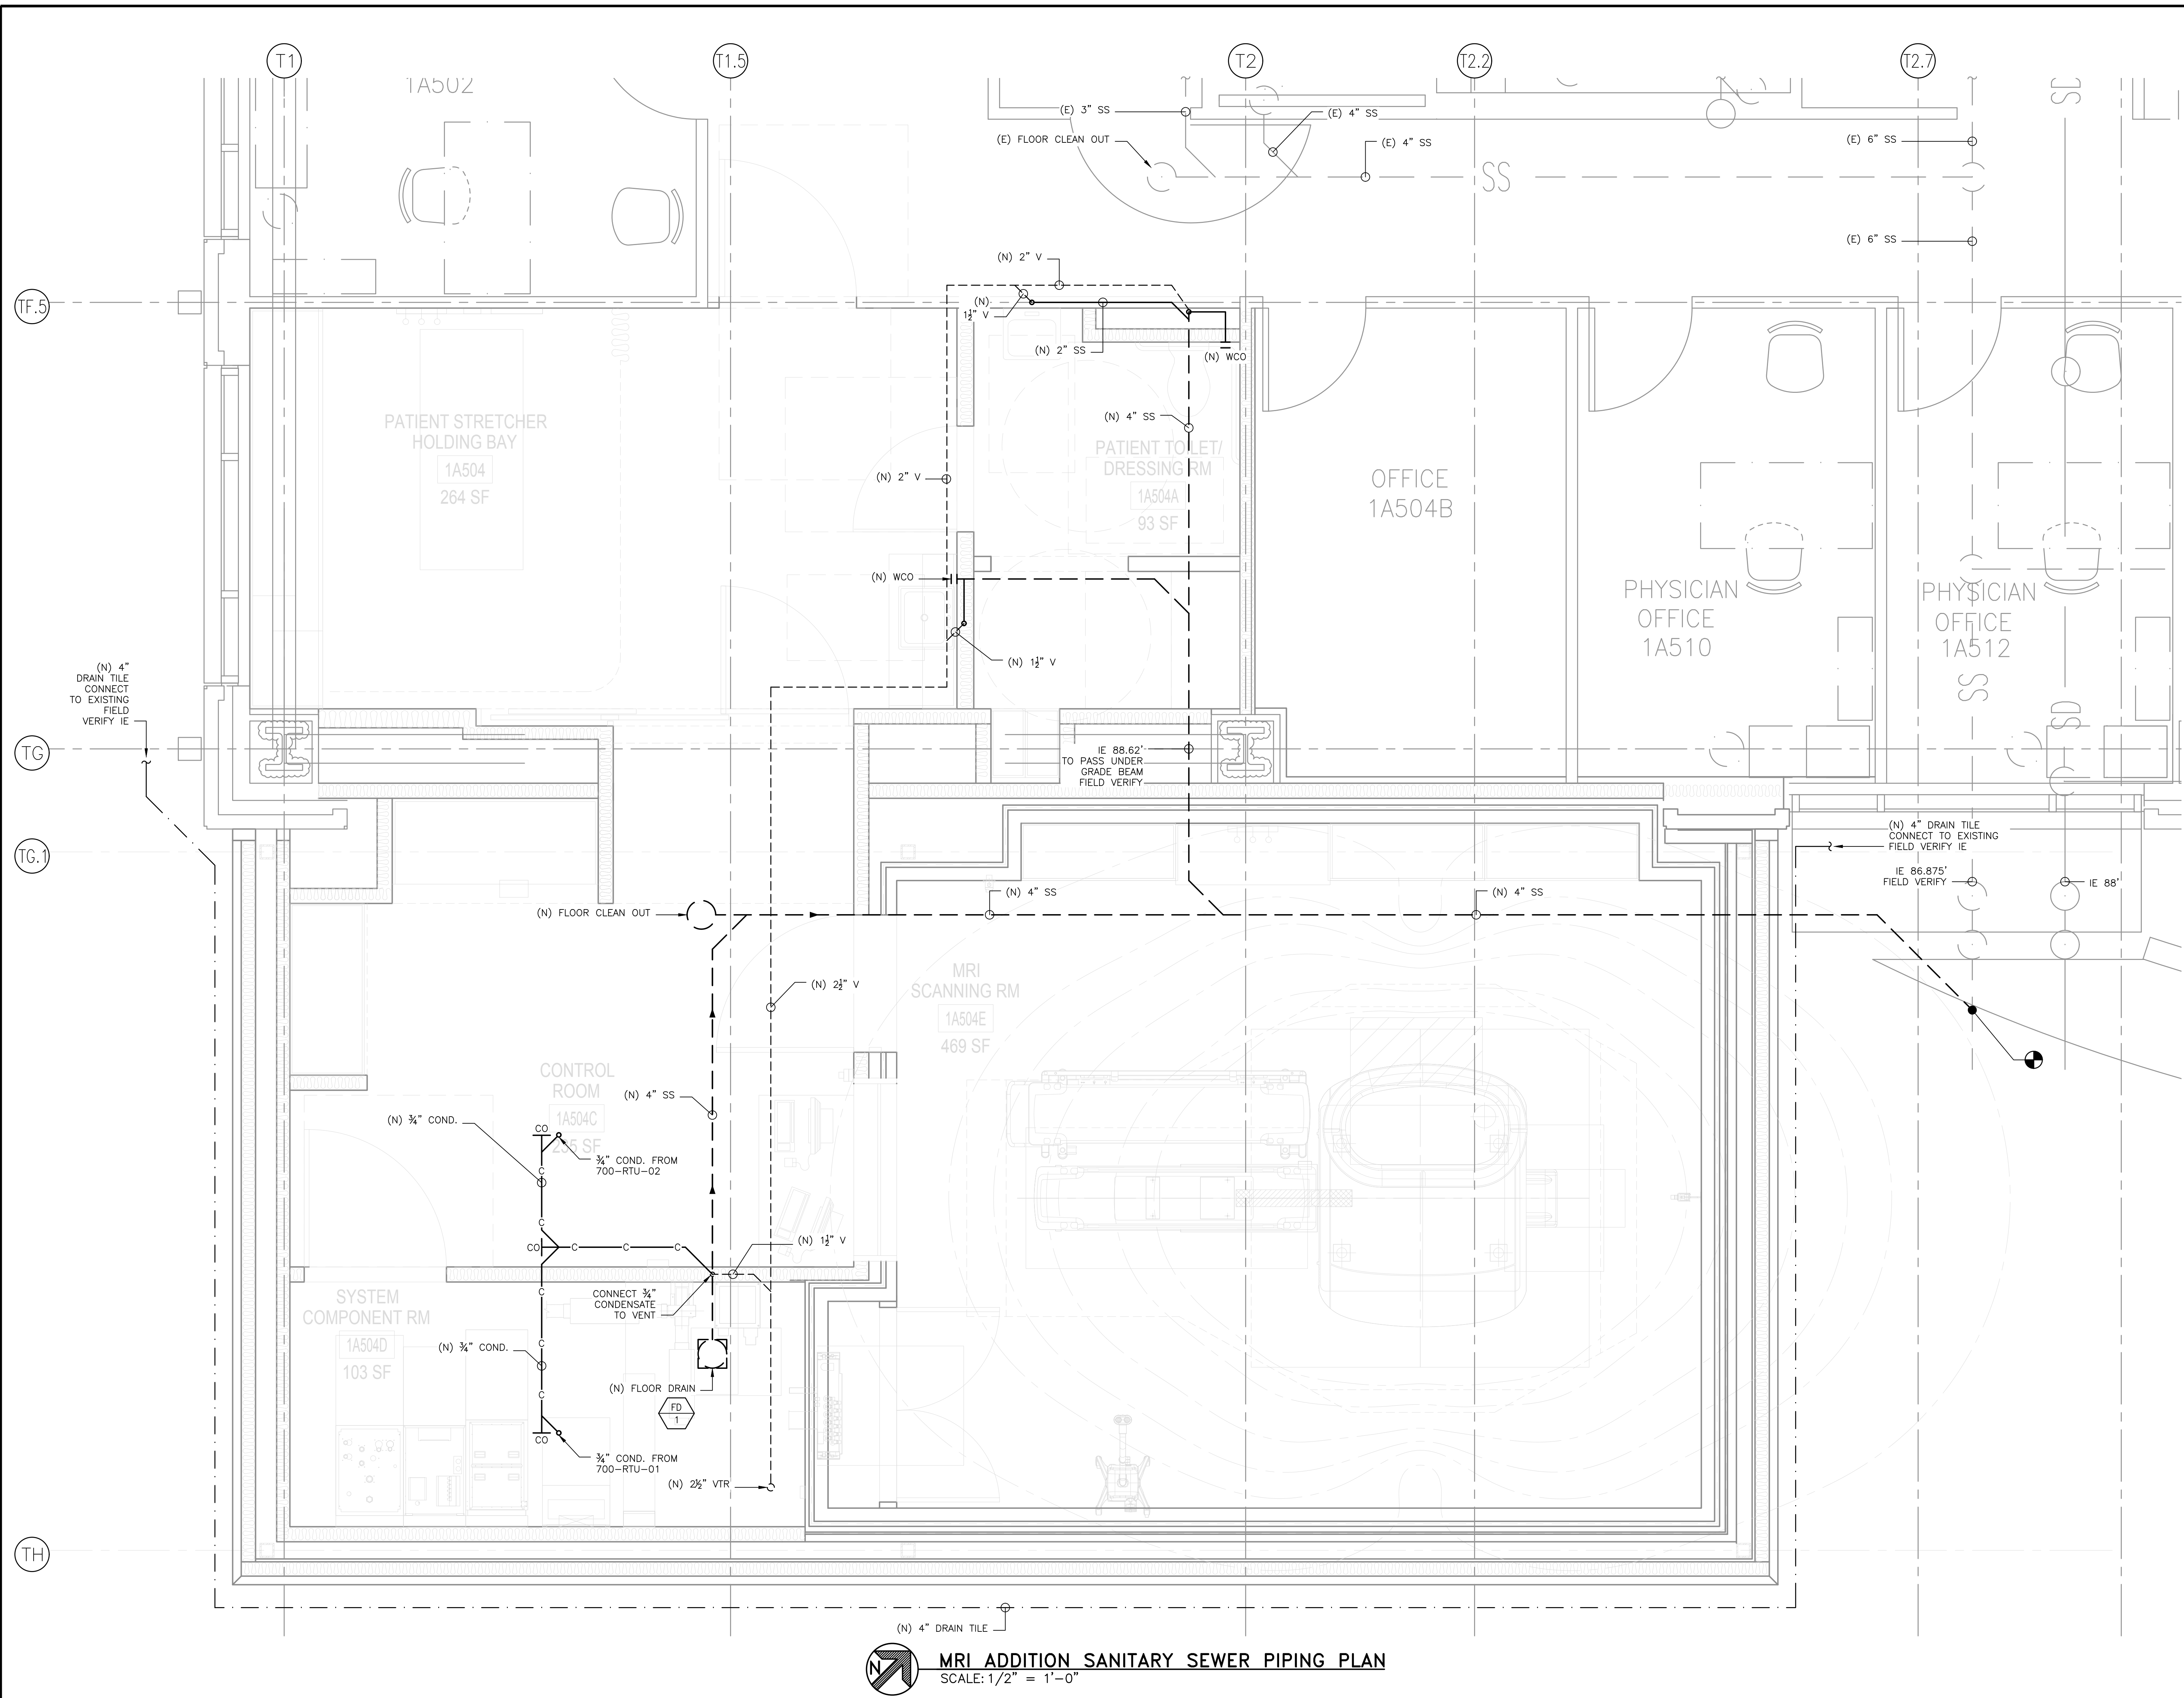 T1
T1.5
T2
T2.2
T2.7
1A502
(E) 3" SS
(E) 4" SS
(E) FLOOR CLEAN OUT
(E) 4" SS
SS
(E) 6" SS
SD
(E) 6" SS
TF.5
(N) 2" V
(N)
1½" V
(N) 2" SS
(N) WCO
PATIENT STRETCHER
HOLDING BAY
1A504
264 SF
(N) 4" SS
PATIENT TOILET/
DRESSING RM
1A504A
93 SF
(N) 2" V
OFFICE
1A504B
(N) WCO
PHYSICIAN
OFFICE
1A510
PHYSICIAN
OFFICE
1A512
SS
SD
(N) 1½" V
(N) 4"
DRAIN TILE
CONNECT
TO EXISTING
FIELD
VERIFY IE
TG
IE 88.62'
TO PASS UNDER
GRADE BEAM
FIELD VERIFY
TG.1
(N) 4" DRAIN TILE
CONNECT TO EXISTING
FIELD VERIFY IE
IE 86.875'
FIELD VERIFY
IE 88'
(N) FLOOR CLEAN OUT
(N) 4" SS
(N) 4" SS
(N) 2½" V
MRI
SCANNING RM
1A504E
469 SF
CONTROL
ROOM
1A504C
235 SF
(N) 4" SS
(N) ¾" COND.
CO
¾" COND. FROM
700-RTU-02
C
C
CO
C
C
C
(N) 1½" V
C
CONNECT ¾"
CONDENSATE
TO VENT
SYSTEM
COMPONENT RM
1A504D
103 SF
C
(N) ¾" COND.
C
(N) FLOOR DRAIN
FD
1
CO
¾" COND. FROM
700-RTU-01
(N) 2½" VTR
TH
(N) 4" DRAIN TILE
N
MRI ADDITION SANITARY SEWER PIPING PLAN
SCALE: 1/2" = 1'-0"